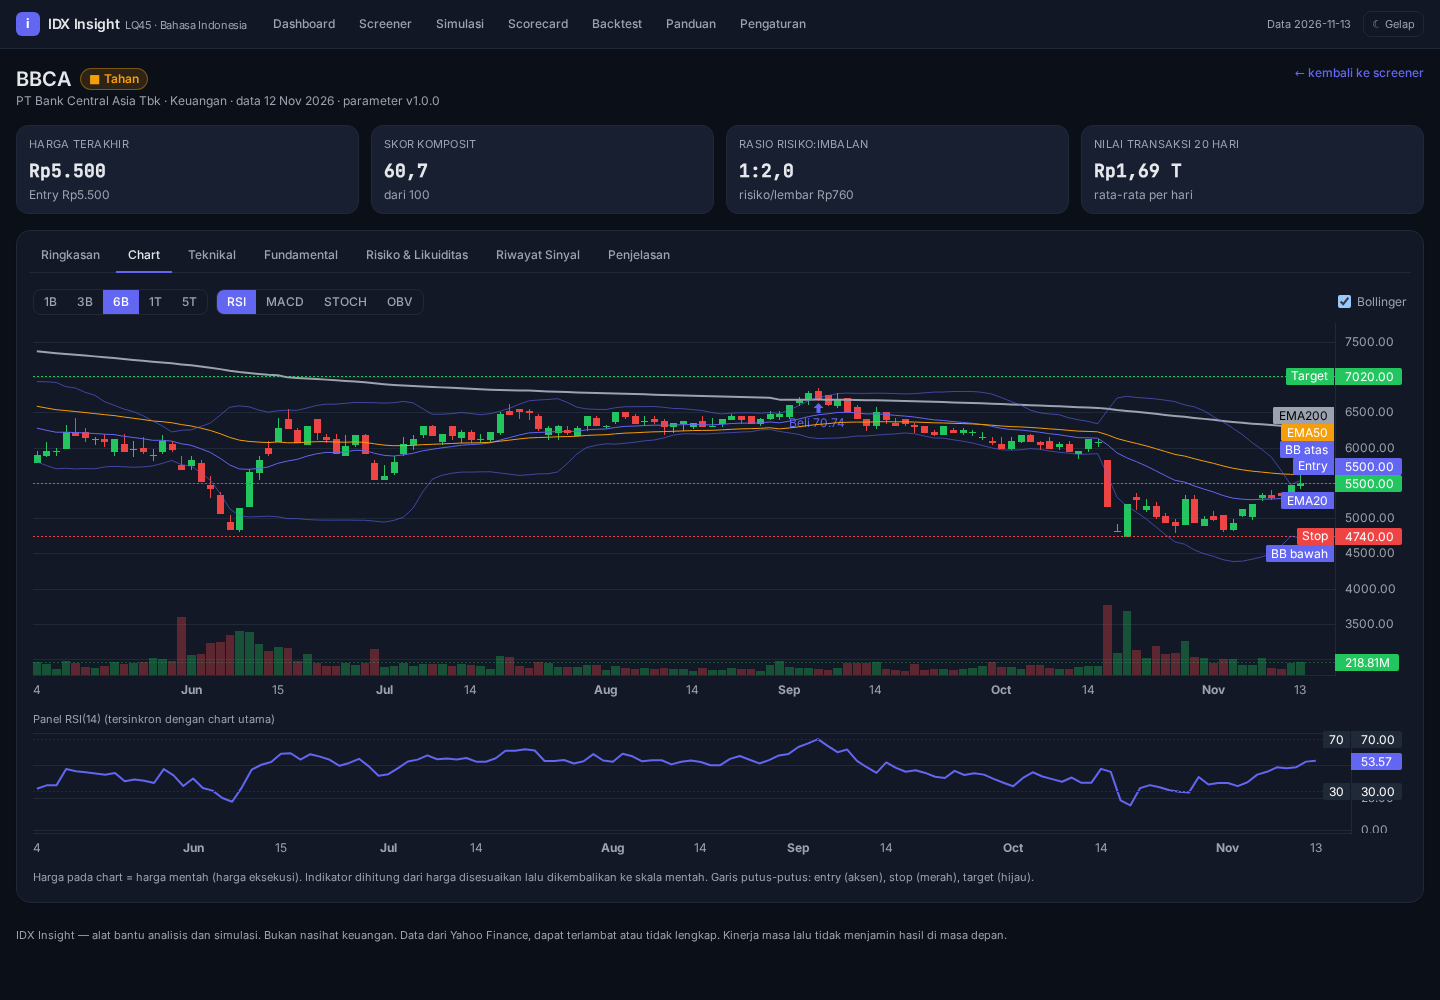 i IDX Insight LQ45 · Bahasa Indonesia Dashboard Screener Simulasi Scorecard Backtest Panduan Pengaturan Data 2026-11-13 ☾ Gelap
BBCA ■ Tahan ← kembali ke screener
PT Bank Central Asia Tbk · Keuangan · data 12 Nov 2026 · parameter v1.0.0
HARGA TERAKHIR
Rp5.500
Entry Rp5.500
SKOR KOMPOSIT
60,7
dari 100
RASIO RISIKO:IMBALAN
1:2,0
risiko/lembar Rp760
NILAI TRANSAKSI 20 HARI
Rp1,69 T
rata-rata per hari
Ringkasan Chart Teknikal Fundamental Risiko & Likuiditas Riwayat Sinyal Penjelasan
1B 3B 6B 1T 5T RSI MACD STOCH OBV Bollinger
7500.00
Target 7020.00
6500.00
EMA200
Beli 70.74
EMA50
6000.00
BB atas
Entry 5500.00
5500.00
EMA20
5000.00
Stop 4740.00
BB bawah 4500.00
4000.00
3500.00
218.81M
4 Jun 15 Jul 14 Aug 14 Sep 14 Oct 14 Nov 13
Panel RSI(14) (tersinkron dengan chart utama)
70 70.00
53.57
30 30.00
0.00
4 Jun 15 Jul 14 Aug 14 Sep 14 Oct 14 Nov 13
Harga pada chart = harga mentah (harga eksekusi). Indikator dihitung dari harga disesuaikan lalu dikembalikan ke skala mentah. Garis putus-putus: entry (aksen), stop (merah), target (hijau).
IDX Insight — alat bantu analisis dan simulasi. Bukan nasihat keuangan. Data dari Yahoo Finance, dapat terlambat atau tidak lengkap. Kinerja masa lalu tidak menjamin hasil di masa depan.